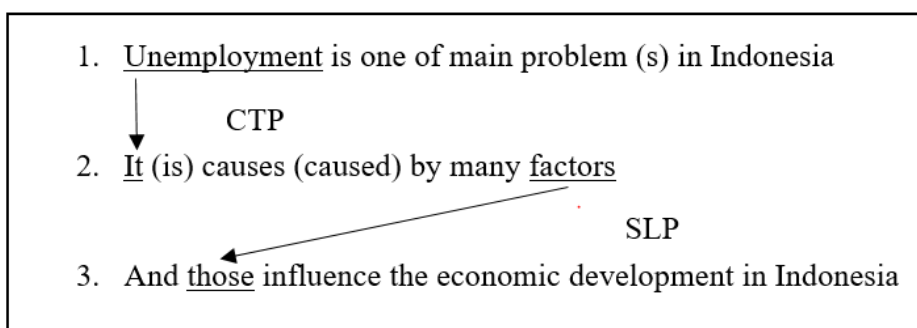 1. Unemployment is one of main problem (s) in Indonesia
CTP
2. It (is) causes (caused) by many factors
SLP
3. And those influence the economic development in Indonesia